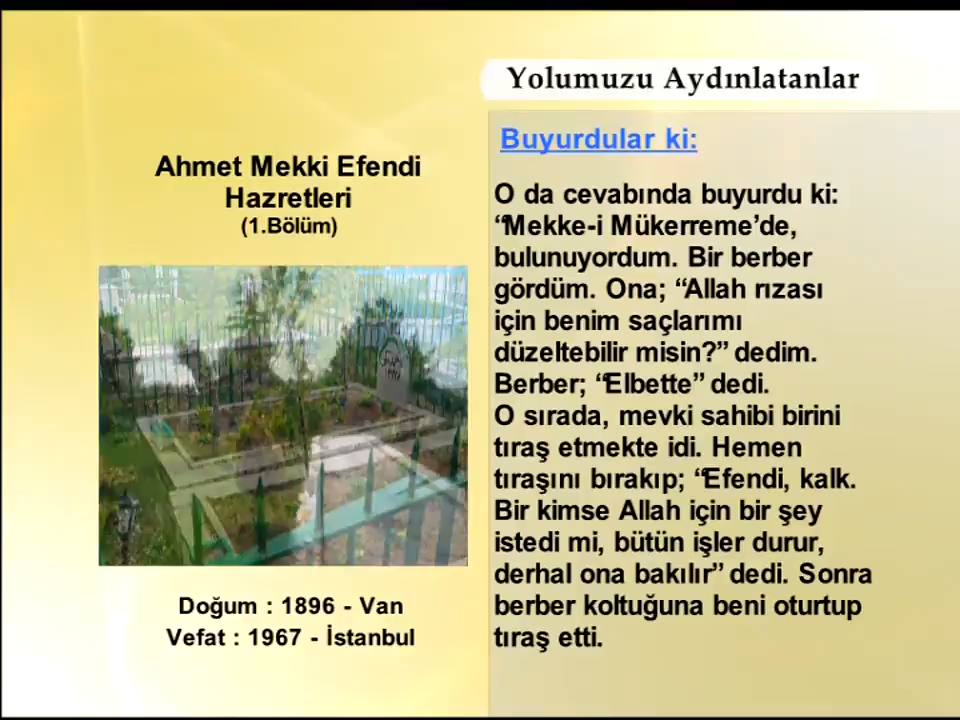 Yolumuzu Aydınlatanlar
Ahmet Mekki Efendi
Hazretleri
(1.Bölüm)
Doğum : 1896 - Van
Vefat : 1967 - İstanbul
Buyurdular ki:
O da cevabında buyurdu ki:
“Mekke-i Mükerreme’de,
bulunuyordum. Bir berber
gördüm. Ona; “Allah rızası
için benim saçlarımı
düzeltebilir misin?” dedim.
Berber; “Elbette” dedi.
O sırada, mevki sahibi birini
tıraş etmekte idi. Hemen
tıraşını bırakıp; “Efendi, kalk.
Bir kimse Allah için bir şey
istedi mi, bütün işler durur,
derhal ona bakılır” dedi. Sonra
berber koltuğuna beni oturtup
tıraş etti.